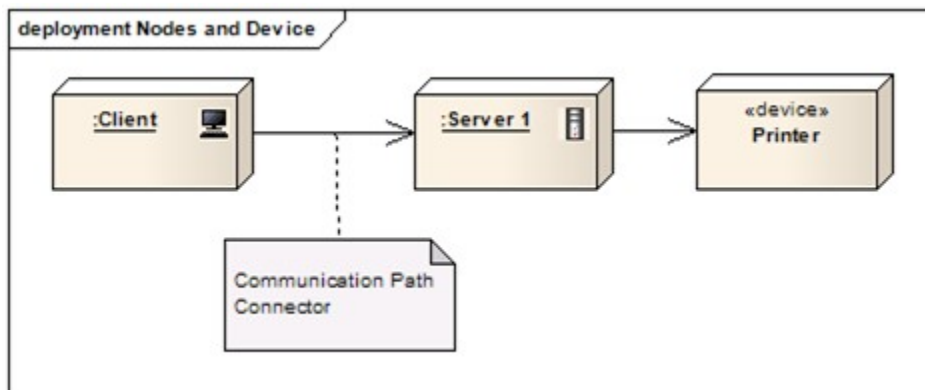 deployment Nodes and Device
:Client
:Server 1
«device»
Printer
Communication Path
Connector